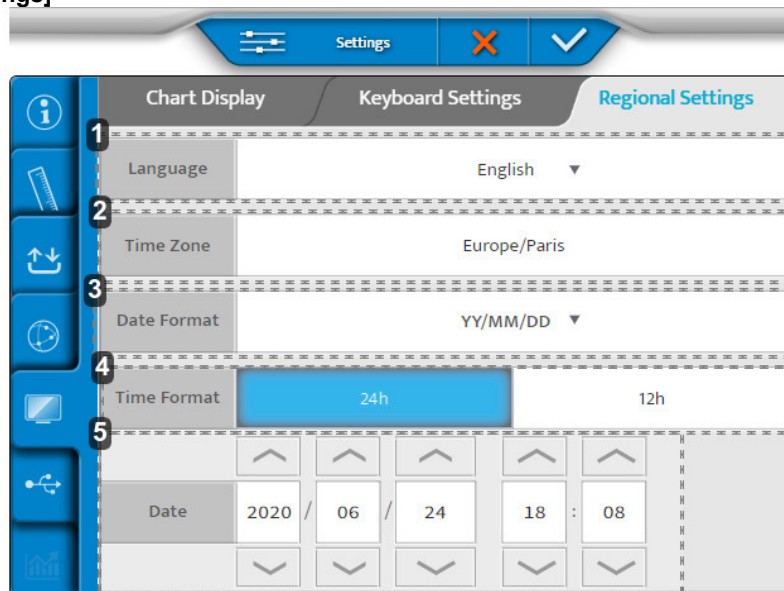 Settings
Chart Display Keyboard Settings Regional Settings
1
Language English
2
Time Zone Europe/Paris
3
Date Format YY/MM/DD
4
Time Format 24h 12h
5
Date 2020 / 06 / 24 18 : 08